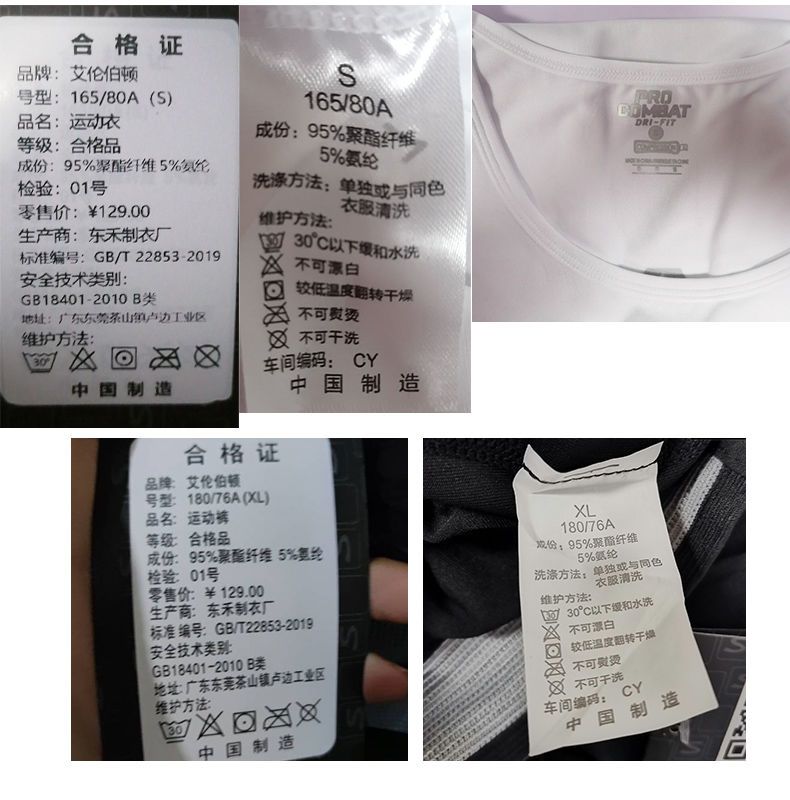 合格证
品牌：艾伦伯顿
号型：165/80A（S）
品名：运动衣
等级：合格品
成份：95%聚酯纤维 5%氨纶
检验：01号
零售价：¥129.00
生产商：东禾制衣厂
标准编号：GB/T 22853-2019
安全技术类别：
GB18401-2010 B类
地址：广东东莞茶山镇卢边工业区
维护方法：
30°
中国制造
S
165/80A
成份：95%聚酯纤维
5%氨纶
洗涤方法：单独或与同色
衣服清洗
维护方法：
30℃以下缓和水洗
不可漂白
较低温度翻转干燥
不可熨烫
不可干洗
车间编码： CY
中国制造
PRO
COMBAT
DRI-FIT
合格证
品牌：艾伦伯顿
号型：180/76A(XL)
品名：运动裤
等级：合格品
成份：95%聚酯纤维 5%氨纶
检验：01号
零售价：¥129.00
生产商：东禾制衣厂
标准编号：GB/T22853-2019
安全技术类别：
GB18401-2010 B类
地址：广东东莞茶山镇卢边工业区
维护方法：
30
中国制造
XL
180/76A
成份：95%聚酯纤维
5%氨纶
洗涤方法：单独或与同色
衣服清洗
维护方法：
30℃以下缓和水洗
不可漂白
较低温度翻转干燥
不可熨烫
不可干洗
车间编码： CY
中国制造